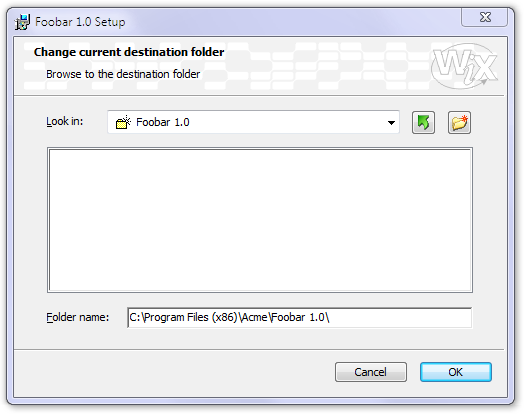 Foobar 1.0 Setup
Change current destination folder
Browse to the destination folder
WiX
Look in:
Foobar 1.0
Folder name:
C:\Program Files (x86)\Acme\Foobar 1.0\
Cancel
OK